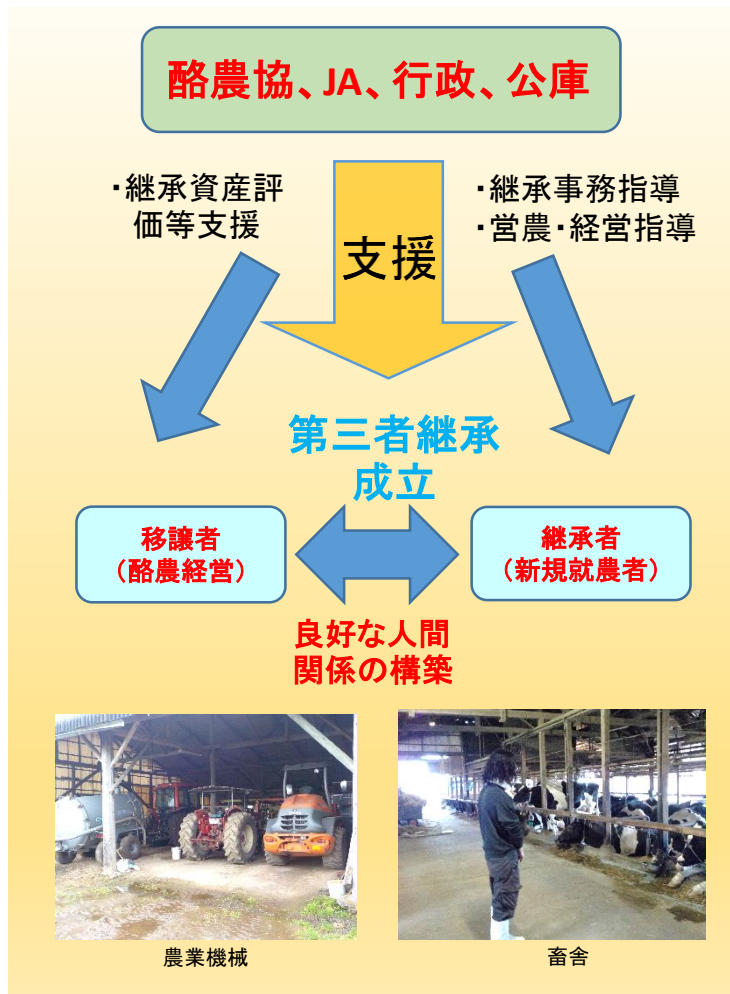 酪農協、JA、行政、公庫
・継承資産評
価等支援
支援
・継承事務指導
・営農・経営指導
第三者継承
成立
移譲者
（酪農経営）
継承者
（新規就農者）
良好な人間
関係の構築
農業機械
畜舎